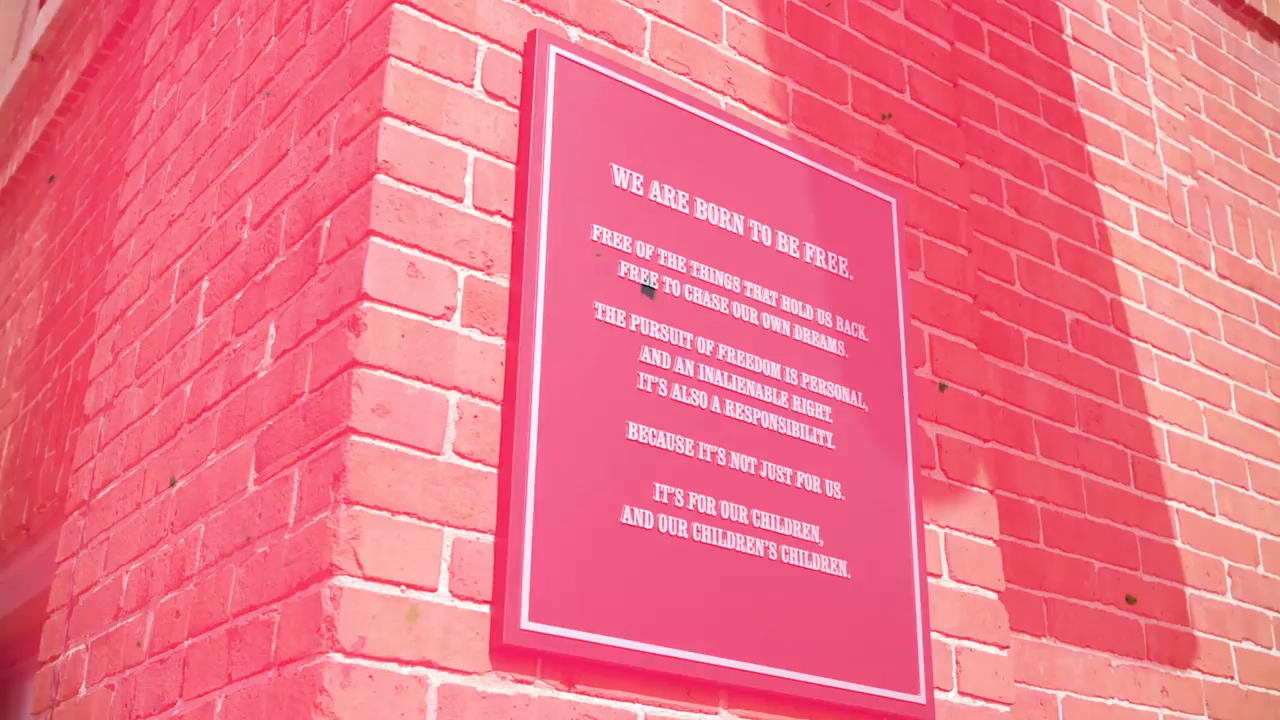 WE ARE BORN TO BE FREE.
FREE OF THE THINGS THAT HOLD US BACK.
FREE TO CHASE OUR OWN DREAMS.
THE PURSUIT OF FREEDOM IS PERSONAL,
AND AN INALIENABLE RIGHT.
IT'S ALSO A RESPONSIBILITY.
BECAUSE IT'S NOT JUST FOR US.
IT'S FOR OUR CHILDREN,
AND OUR CHILDREN'S CHILDREN.